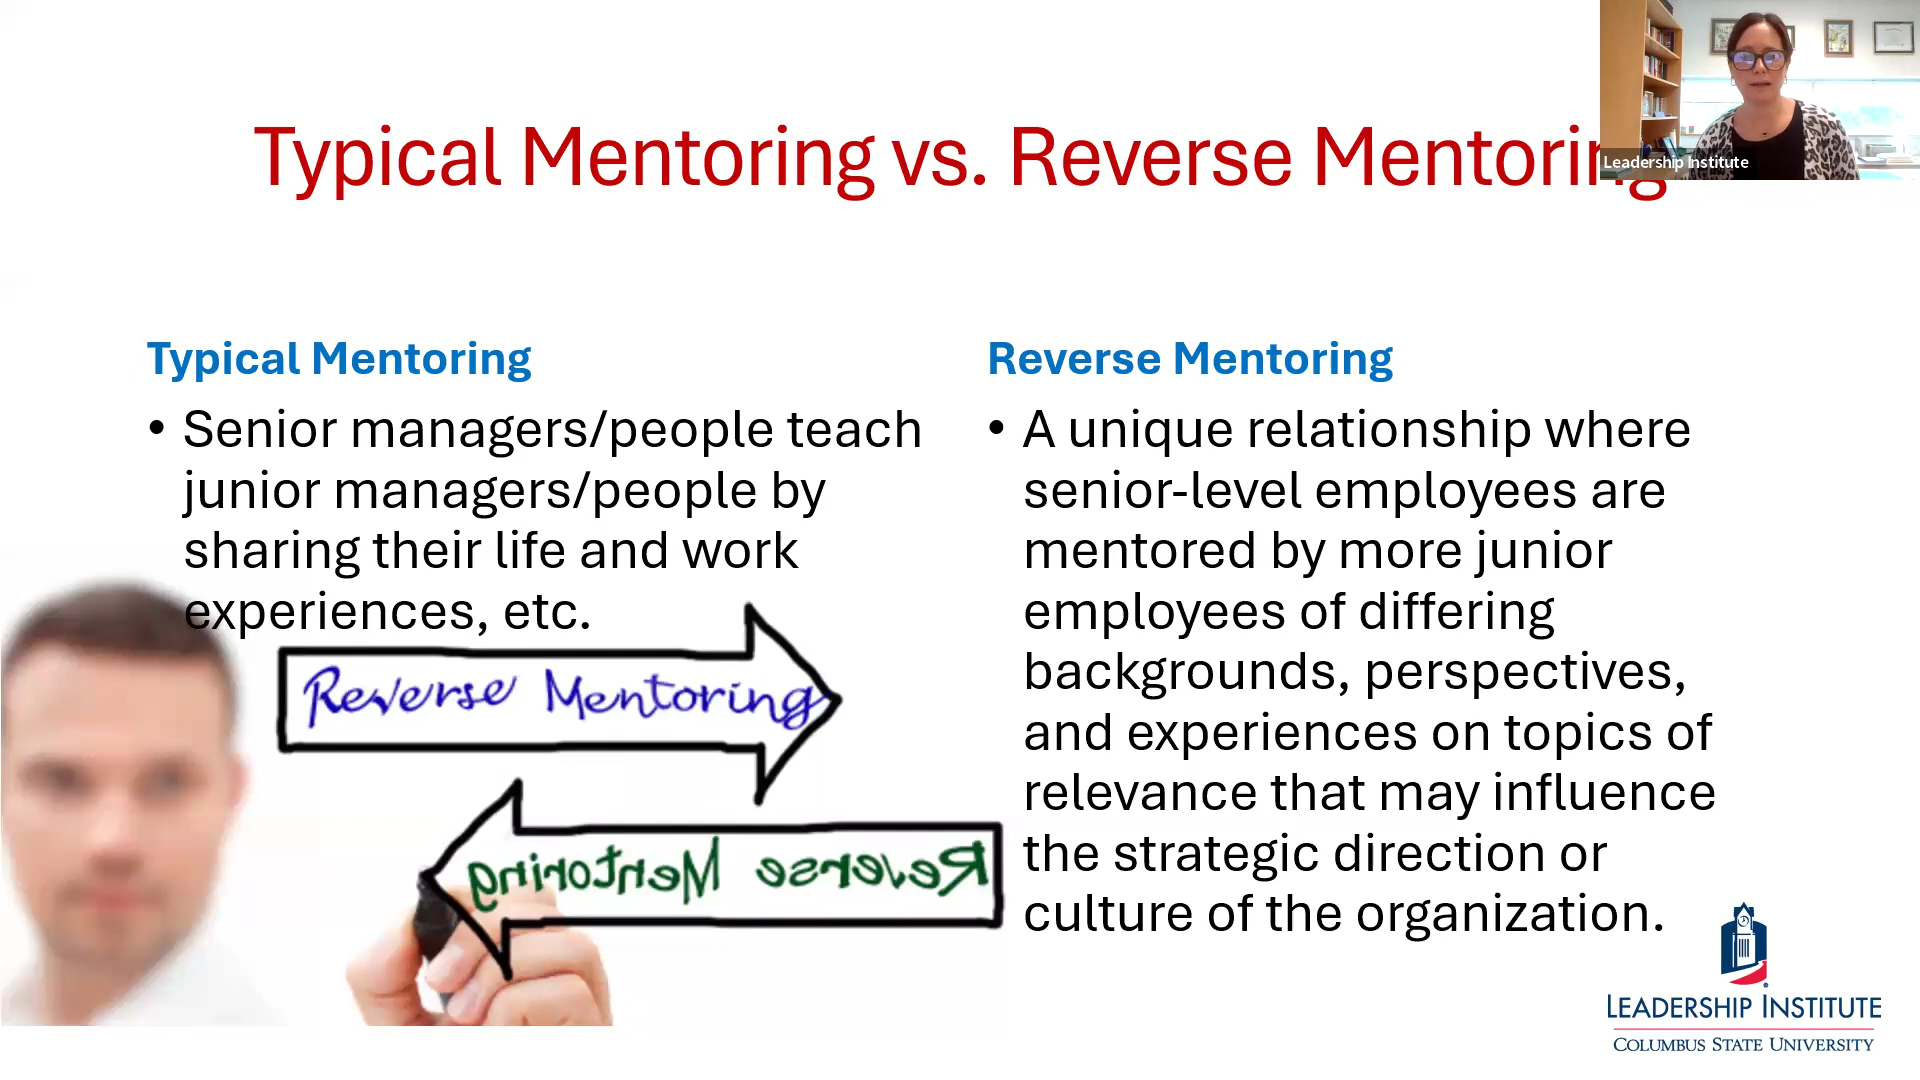 Typical Mentoring vs. Reverse Mentoring
Leadership Institute
Typical Mentoring
• Senior managers/people teach
junior managers/people by
sharing their life and work
experiences, etc.
Reverse Mentoring
Reverse Mentoring
Reverse Mentoring
• A unique relationship where
senior-level employees are
mentored by more junior
employees of differing
backgrounds, perspectives,
and experiences on topics of
relevance that may influence
the strategic direction or
culture of the organization.
LEADERSHIP INSTITUTE
COLUMBUS STATE UNIVERSITY